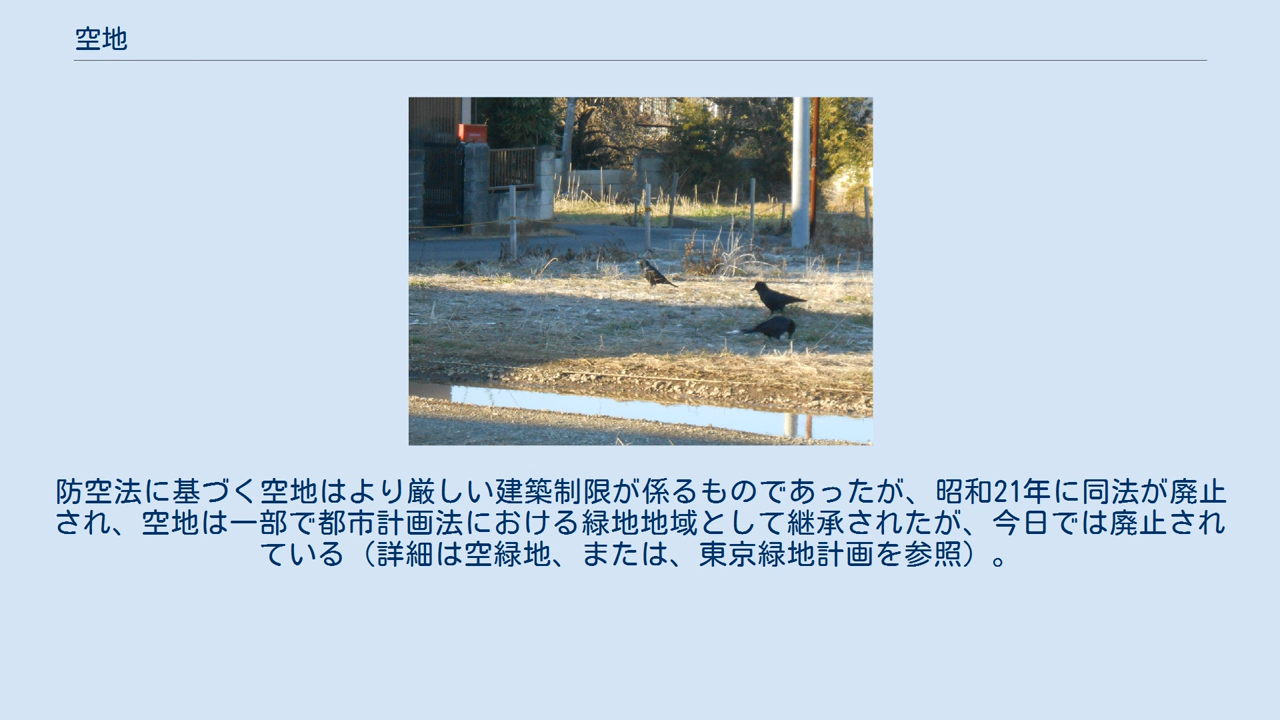 空地
防空法に基づく空地はより厳しい建築制限が係るものであったが、昭和21年に同法が廃止
され、空地は一部で都市計画法における緑地地域として継承されたが、今日では廃止され
ている（詳細は空緑地、または、東京緑地計画を参照）。